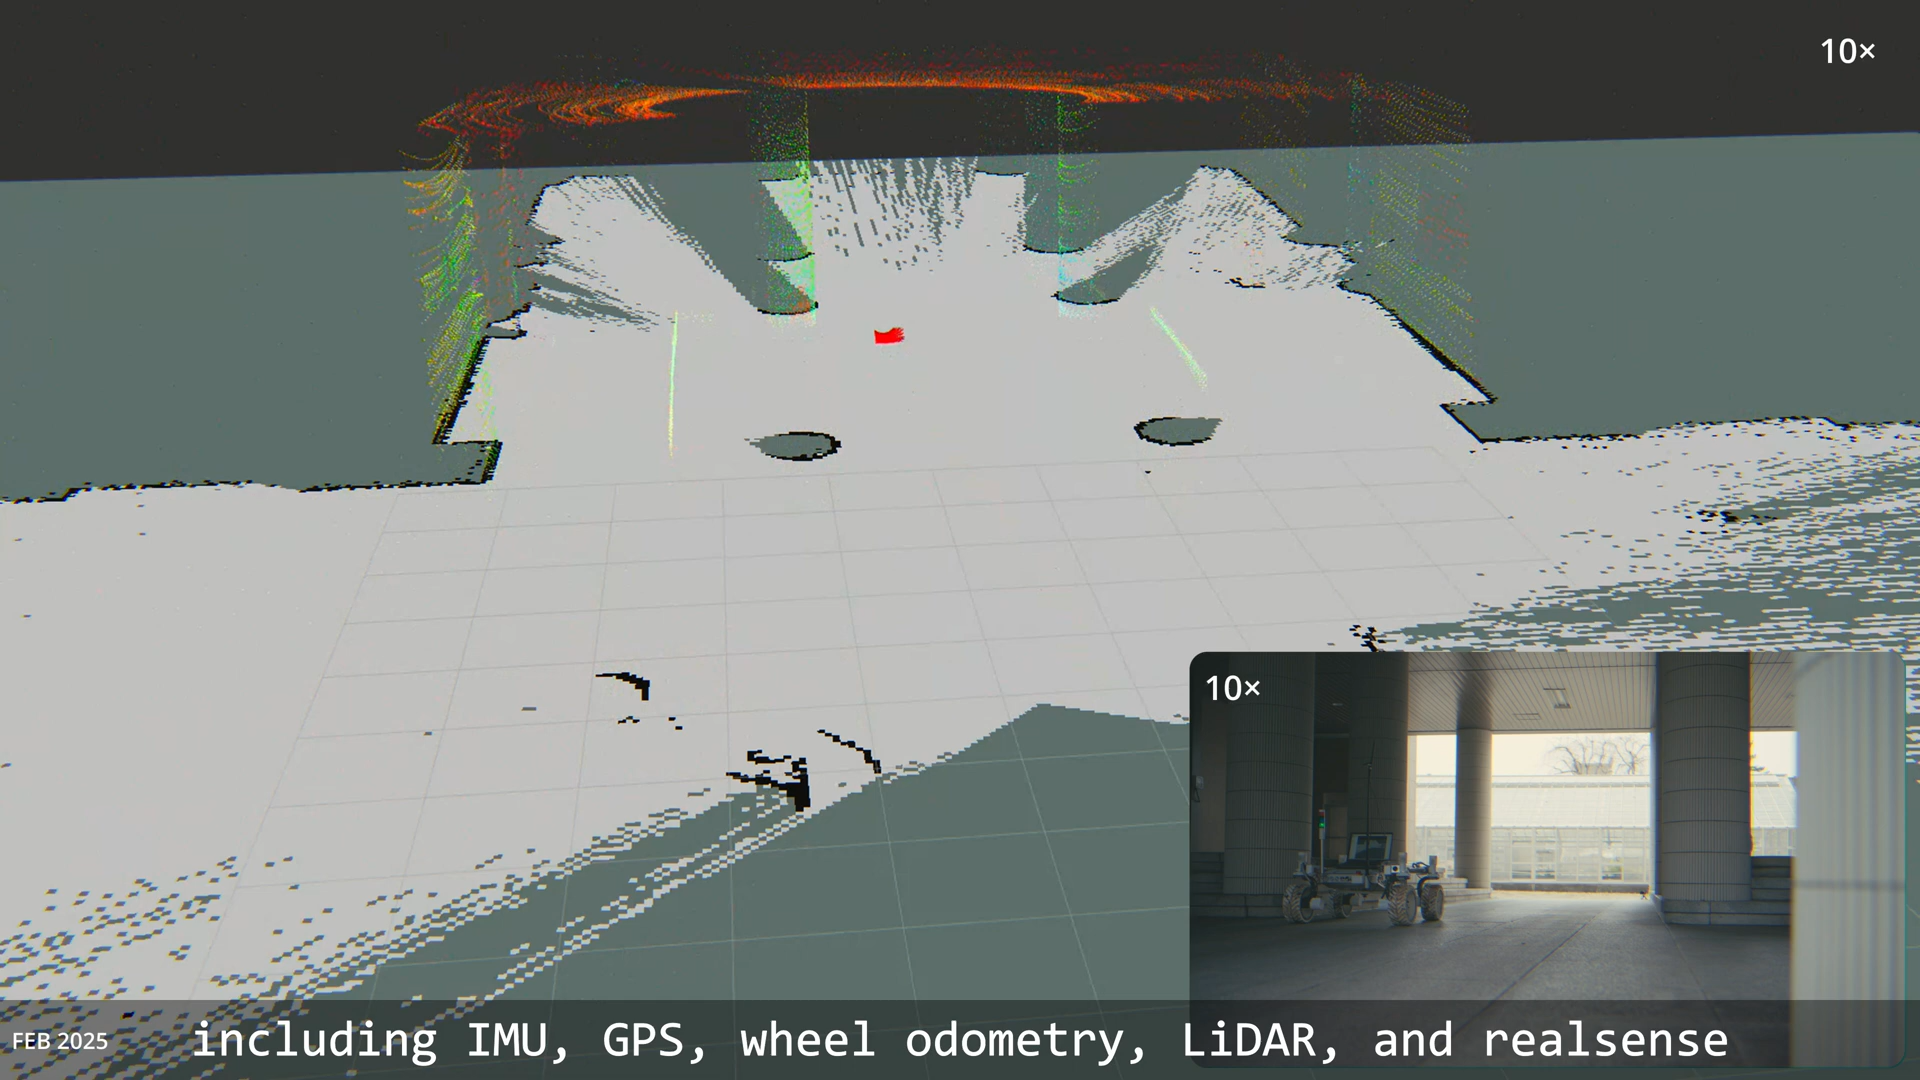 10×
10×
FEB 2025
including IMU, GPS, wheel odometry, LiDAR, and realsense